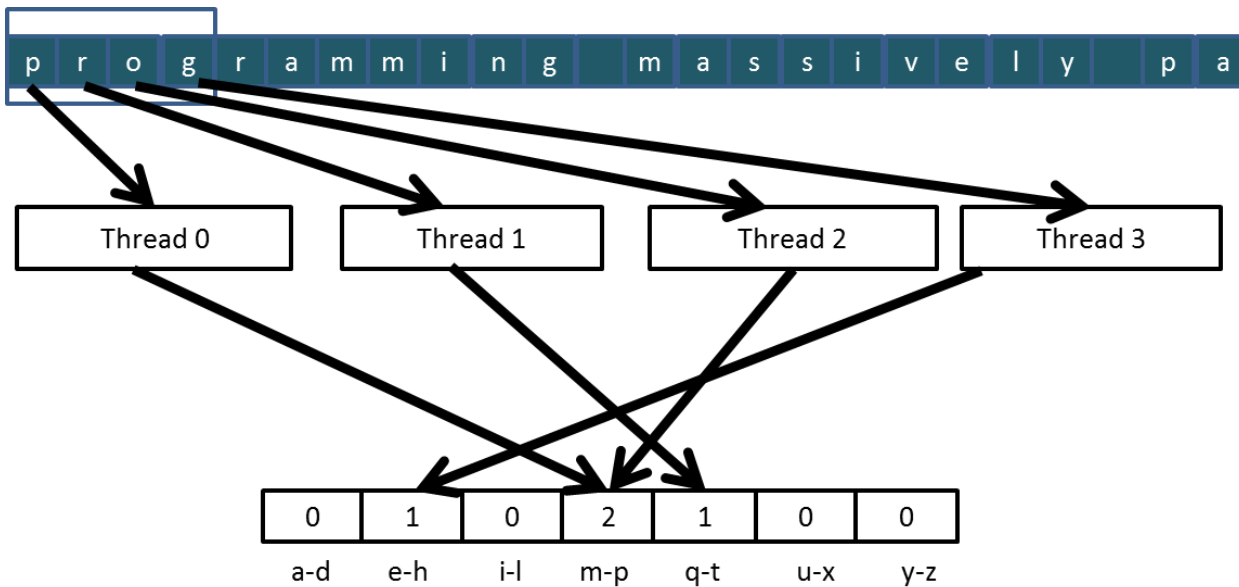 p r o g r a m m i n g m a s s i v e l y p a
Thread 0 Thread 1 Thread 2 Thread 3
0 1 0 2 1 0 0
a-d e-h i-l m-p q-t u-x y-z